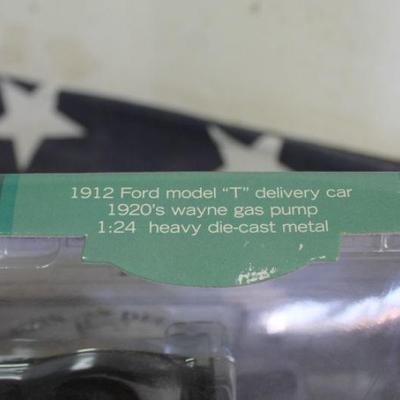 1912 Ford model “T” delivery car
1920's wayne gas pump
1:24 heavy die-cast metal